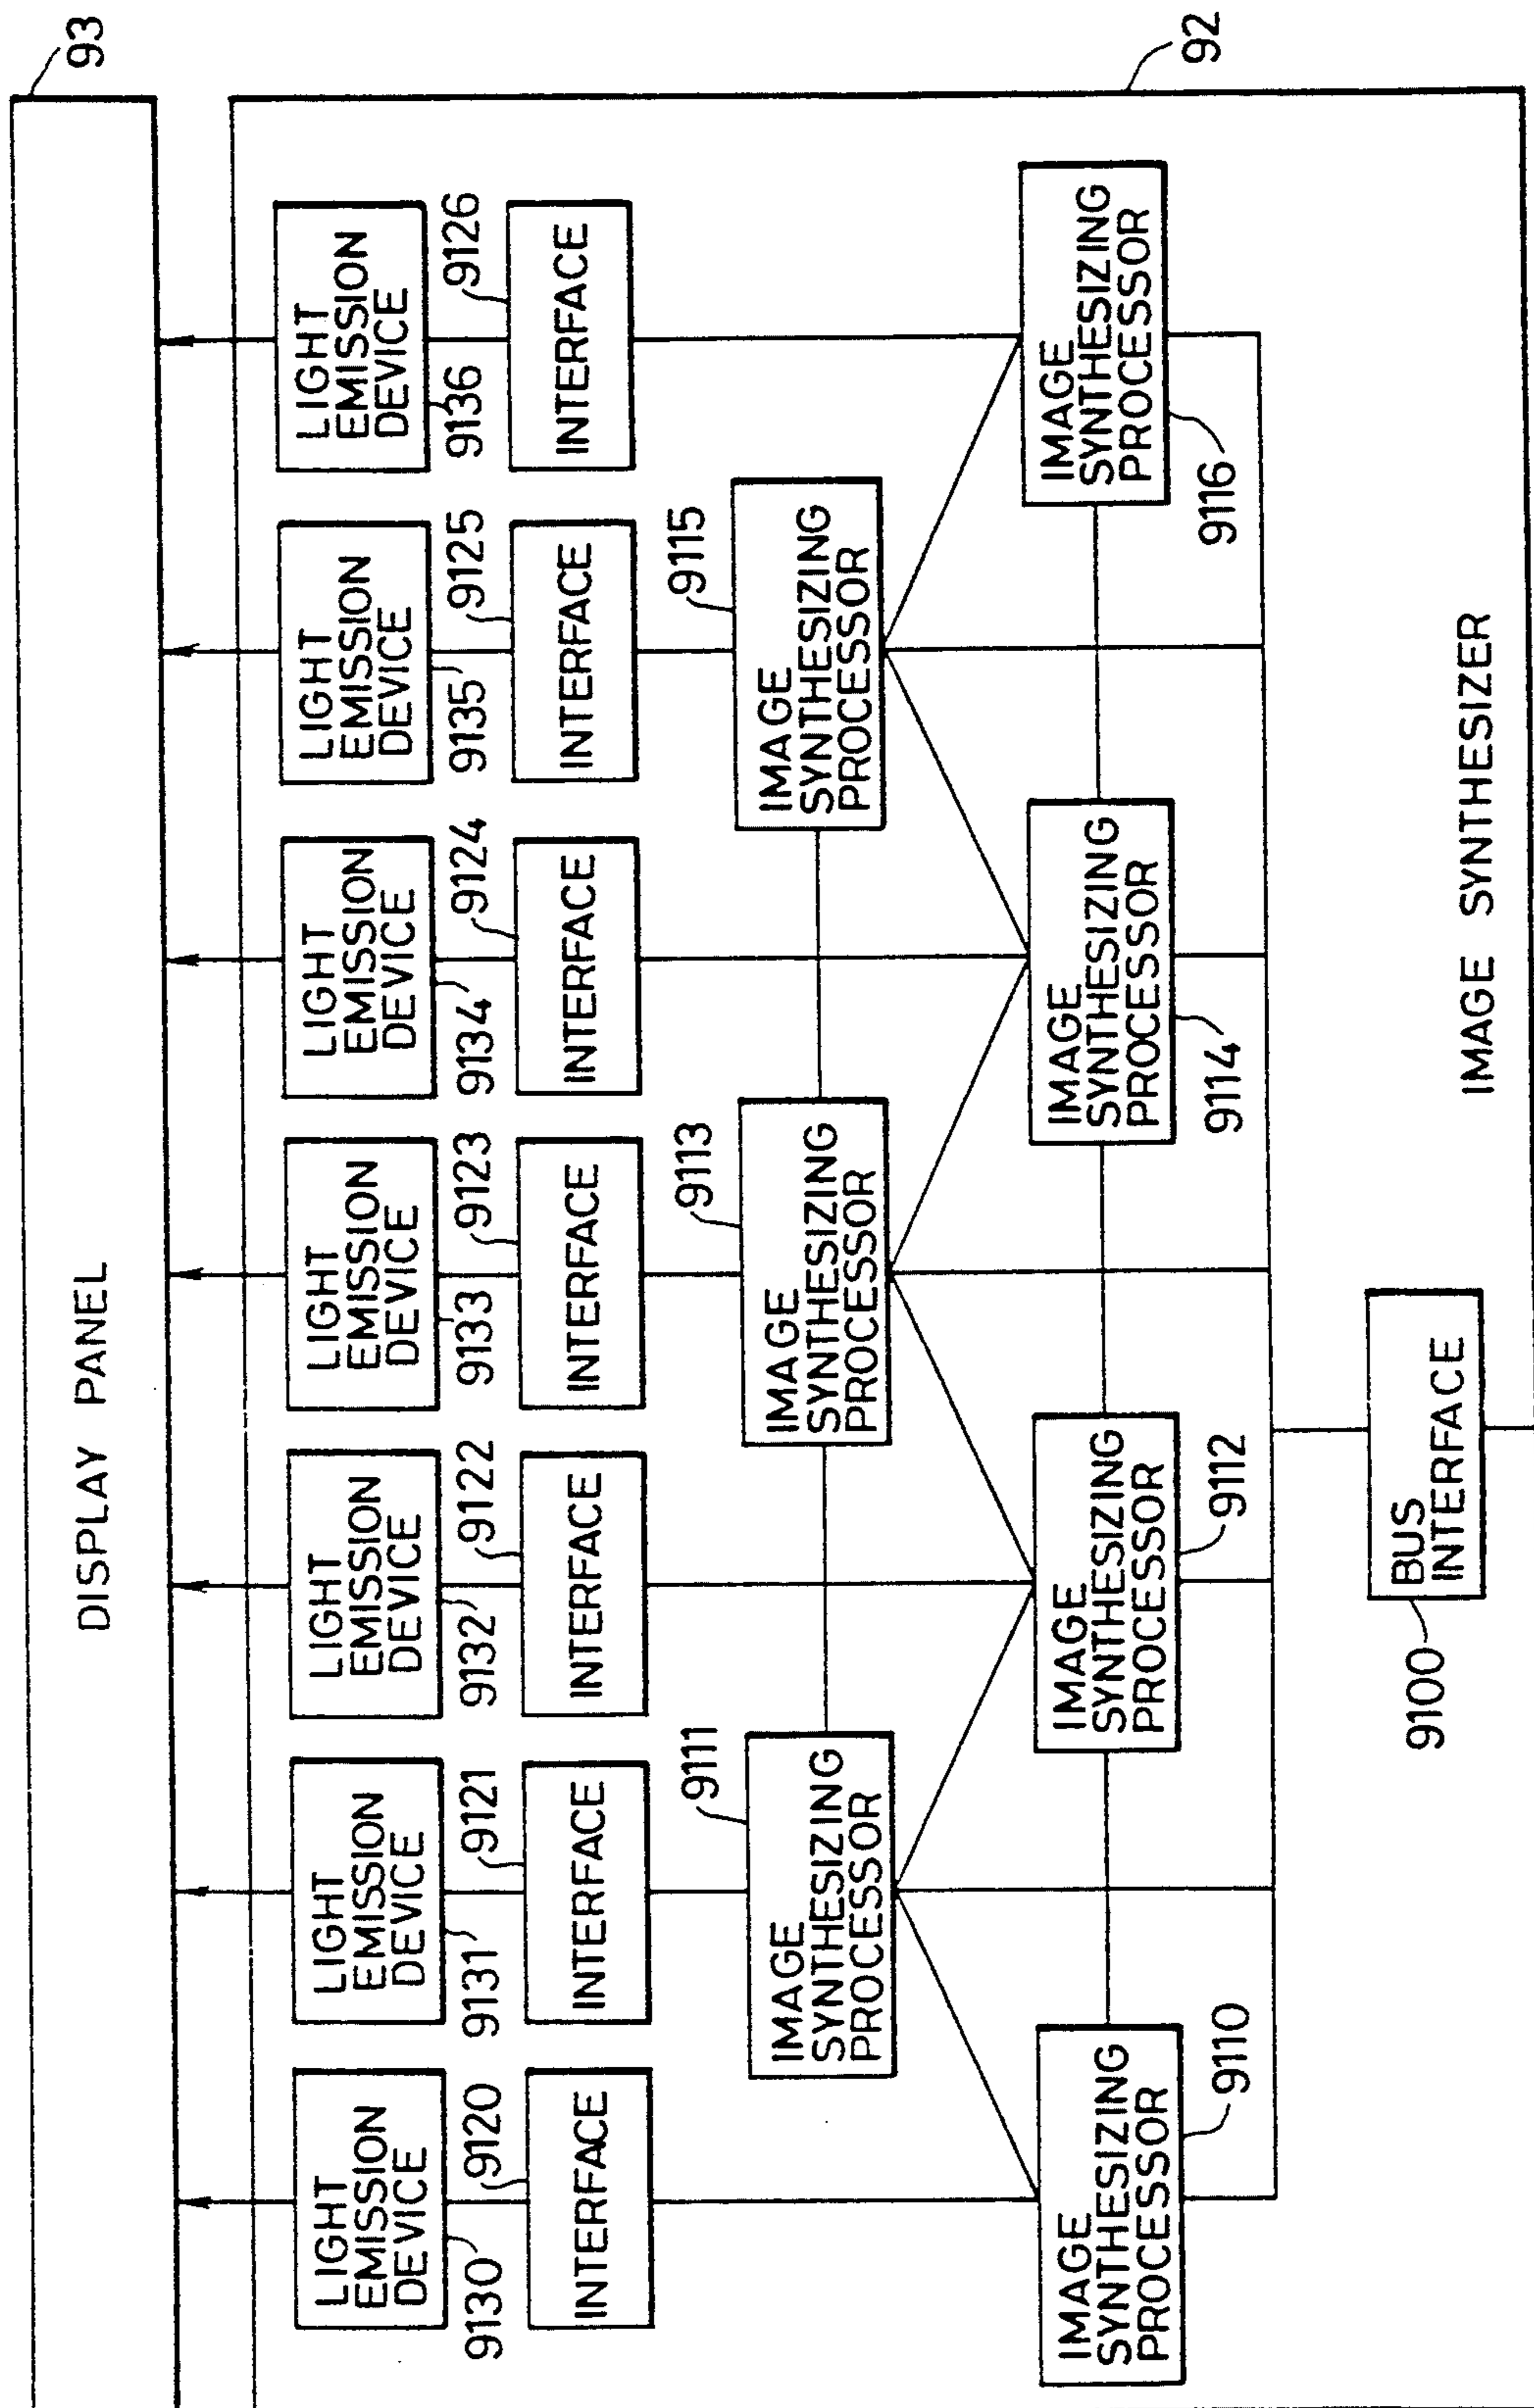 93
DISPLAY PANEL
LIGHT
EMISSION
DEVICE
LIGHT
EMISSION
DEVICE
LIGHT
EMISSION
DEVICE
LIGHT
EMISSION
DEVICE
LIGHT
EMISSION
DEVICE
LIGHT
EMISSION
DEVICE
LIGHT
EMISSION
DEVICE
9130
9120
9131
9121
9132
9122
9133
9123
9134
9124
9135
9125
9136
9126
INTERFACE
INTERFACE
INTERFACE
INTERFACE
INTERFACE
INTERFACE
INTERFACE
9111
9113
9115
IMAGE
SYNTHESIZING
PROCESSOR
IMAGE
SYNTHESIZING
PROCESSOR
IMAGE
SYNTHESIZING
PROCESSOR
IMAGE
SYNTHESIZING
PROCESSOR
IMAGE
SYNTHESIZING
PROCESSOR
IMAGE
SYNTHESIZING
PROCESSOR
IMAGE
SYNTHESIZING
PROCESSOR
9110
9112
9114
9116
92
9100
BUS
INTERFACE
IMAGE SYNTHESIZER